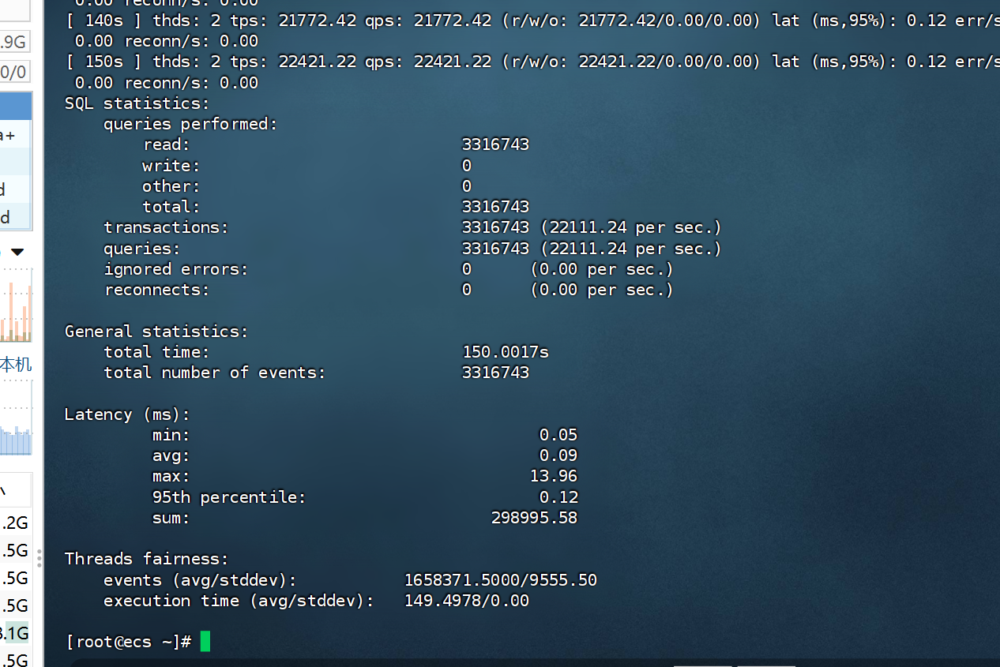 0.00 reconn/s: 0.00
[ 140s ] thds: 2 tps: 21772.42 qps: 21772.42 (r/w/o: 21772.42/0.00/0.00) lat (ms,95%): 0.12 err/s
0.00 reconn/s: 0.00
[ 150s ] thds: 2 tps: 22421.22 qps: 22421.22 (r/w/o: 22421.22/0.00/0.00) lat (ms,95%): 0.12 err/s
0.00 reconn/s: 0.00
SQL statistics:
queries performed:
read: 3316743
write: 0
other: 0
total: 3316743
transactions: 3316743 (22111.24 per sec.)
queries: 3316743 (22111.24 per sec.)
ignored errors: 0 (0.00 per sec.)
reconnects: 0 (0.00 per sec.)
General statistics:
total time: 150.0017s
total number of events: 3316743
Latency (ms):
min: 0.05
avg: 0.09
max: 13.96
95th percentile: 0.12
sum: 298995.58
Threads fairness:
events (avg/stddev): 1658371.5000/9555.50
execution time (avg/stddev): 149.4978/0.00
[root@ecs ~]#
.9G
0/0
a+
d
d
本机
.2G
.5G
.5G
.5G
.1G
.5G